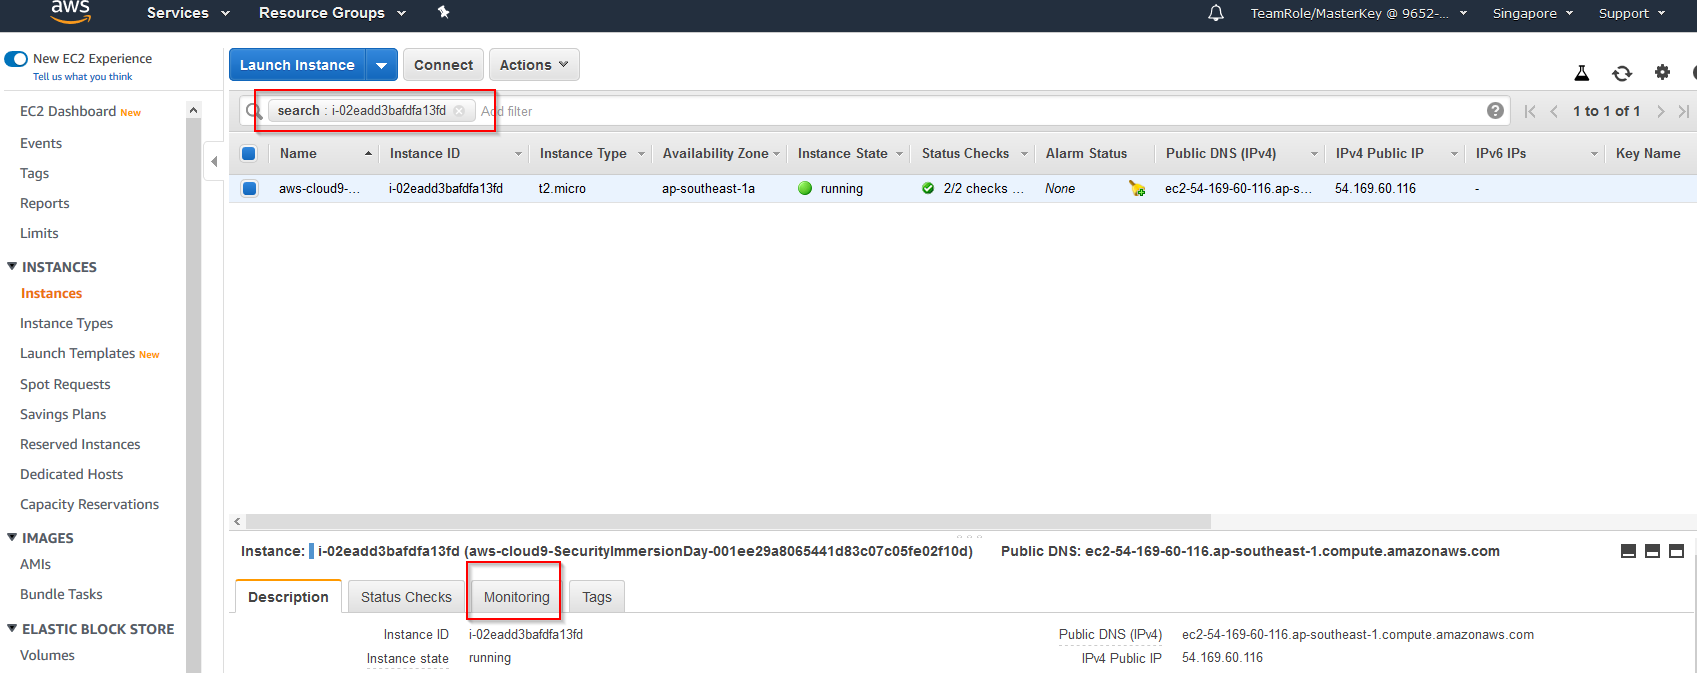 aws
Services
Resource Groups
TeamRole/MasterKey @ 9652-...
Singapore
Support
New EC2 Experience
Tell us what you think
EC2 Dashboard New
Events
Tags
Reports
Limits
INSTANCES
Instances
Instance Types
Launch Templates New
Spot Requests
Savings Plans
Reserved Instances
Dedicated Hosts
Capacity Reservations
IMAGES
AMIs
Bundle Tasks
ELASTIC BLOCK STORE
Volumes
Launch Instance
Connect
Actions
search : i-02eadd3bafdfa13fd
Add filter
1 to 1 of 1
Name Instance ID Instance Type Availability Zone Instance State Status Checks Alarm Status Public DNS (IPv4) IPv4 Public IP IPv6 IPs Key Name
aws-cloud9-... i-02eadd3bafdfa13fd t2.micro ap-southeast-1a running 2/2 checks ... None ec2-54-169-60-116.ap-s... 54.169.60.116 -
Instance: i-02eadd3bafdfa13fd (aws-cloud9-SecurityImmersionDay-001ee29a8065441d83c07c05fe02f10d) Public DNS: ec2-54-169-60-116.ap-southeast-1.compute.amazonaws.com
Description Status Checks Monitoring Tags
Instance ID i-02eadd3bafdfa13fd Public DNS (IPv4) ec2-54-169-60-116.ap-southeast-1.compute.amazonaws.com
Instance state running IPv4 Public IP 54.169.60.116